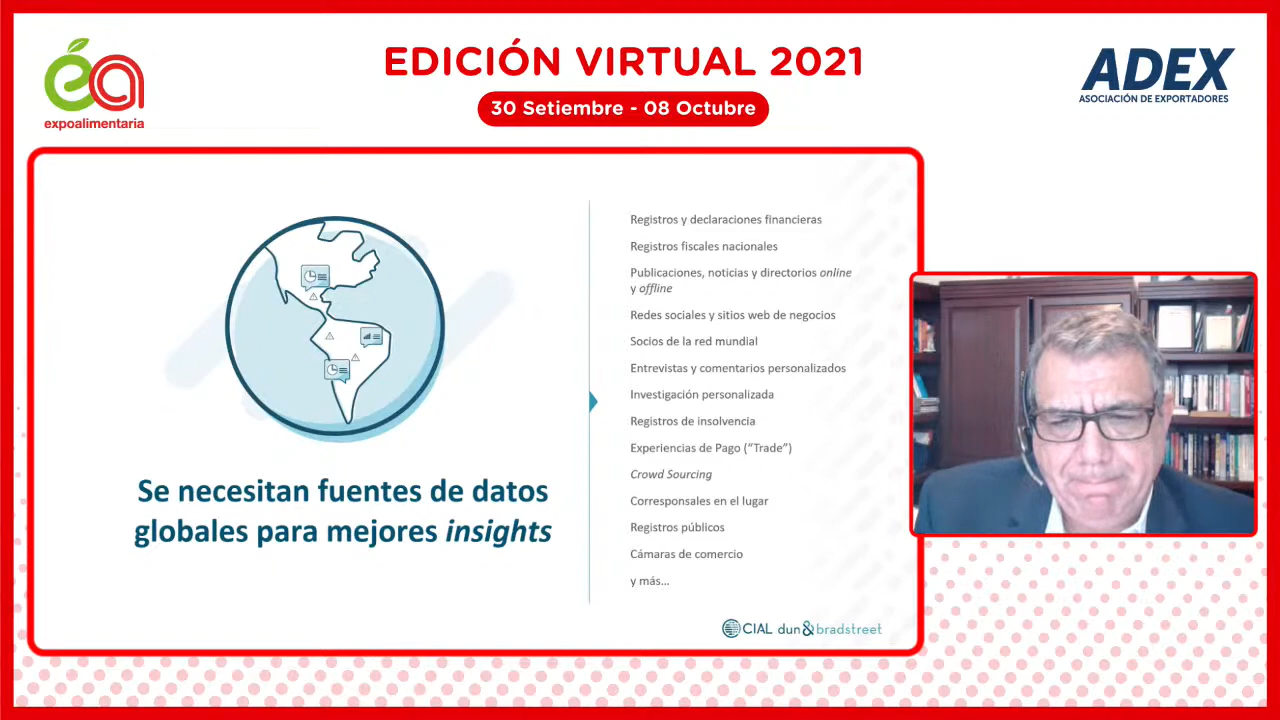 expoalimentaria
EDICIÓN VIRTUAL 2021
30 Setiembre - 08 Octubre
ADEX
ASOCIACIÓN DE EXPORTADORES
Se necesitan fuentes de datos
globales para mejores insights
Registros y declaraciones financieras
Registros fiscales nacionales
Publicaciones, noticias y directorios online
y offline
Redes sociales y sitios web de negocios
Socios de la red mundial
Entrevistas y comentarios personalizados
Investigación personalizada
Registros de insolvencia
Experiencias de Pago (“Trade”)
Crowd Sourcing
Corresponsales en el lugar
Registros públicos
Cámaras de comercio
y más...
CIAL dun&bradstreet